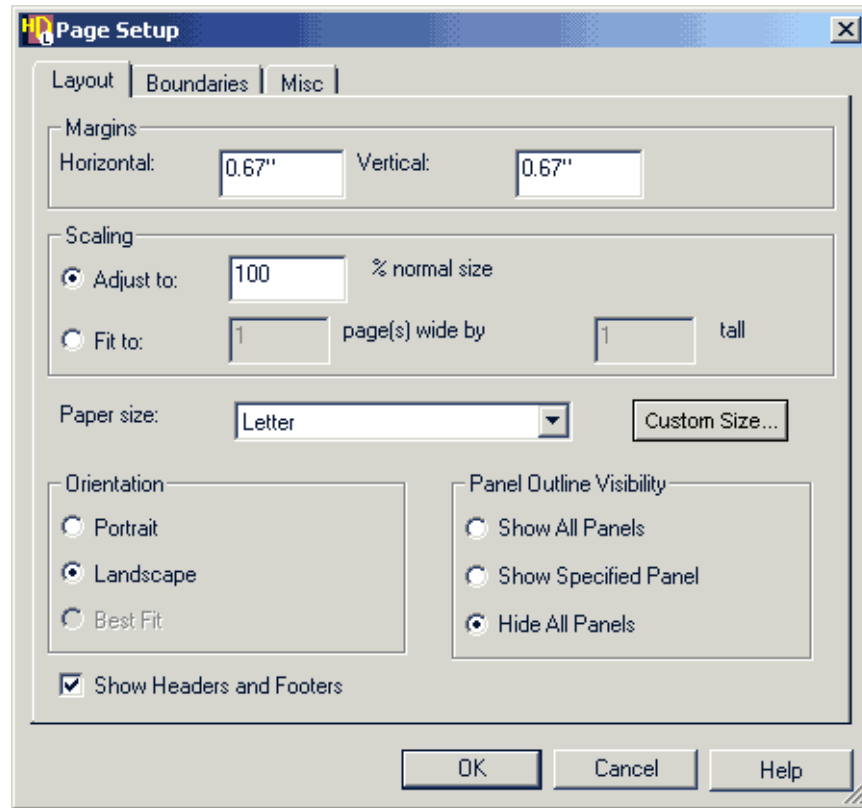 HDL Page Setup
Layout Boundaries Misc
Margins
Horizontal: 0.67" Vertical: 0.67"
Scaling
Adjust to: 100 % normal size
Fit to: 1 page(s) wide by 1 tall
Paper size: Letter Custom Size...
Orientation Panel Outline Visibility
Portrait Show All Panels
Landscape Show Specified Panel
Best Fit Hide All Panels
Show Headers and Footers
OK Cancel Help